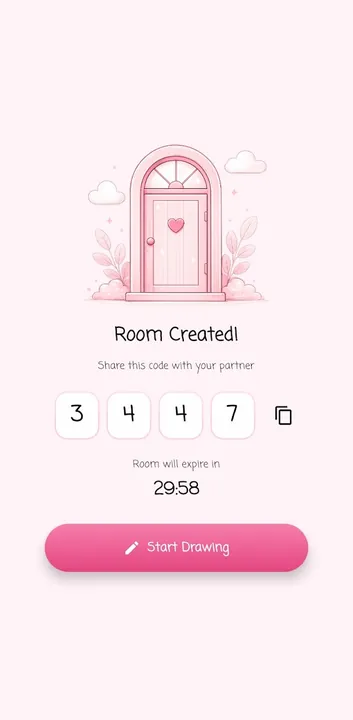 Room Created!
Share this code with your partner
3 4 4 7
Room will expire in
29:58
Start Drawing